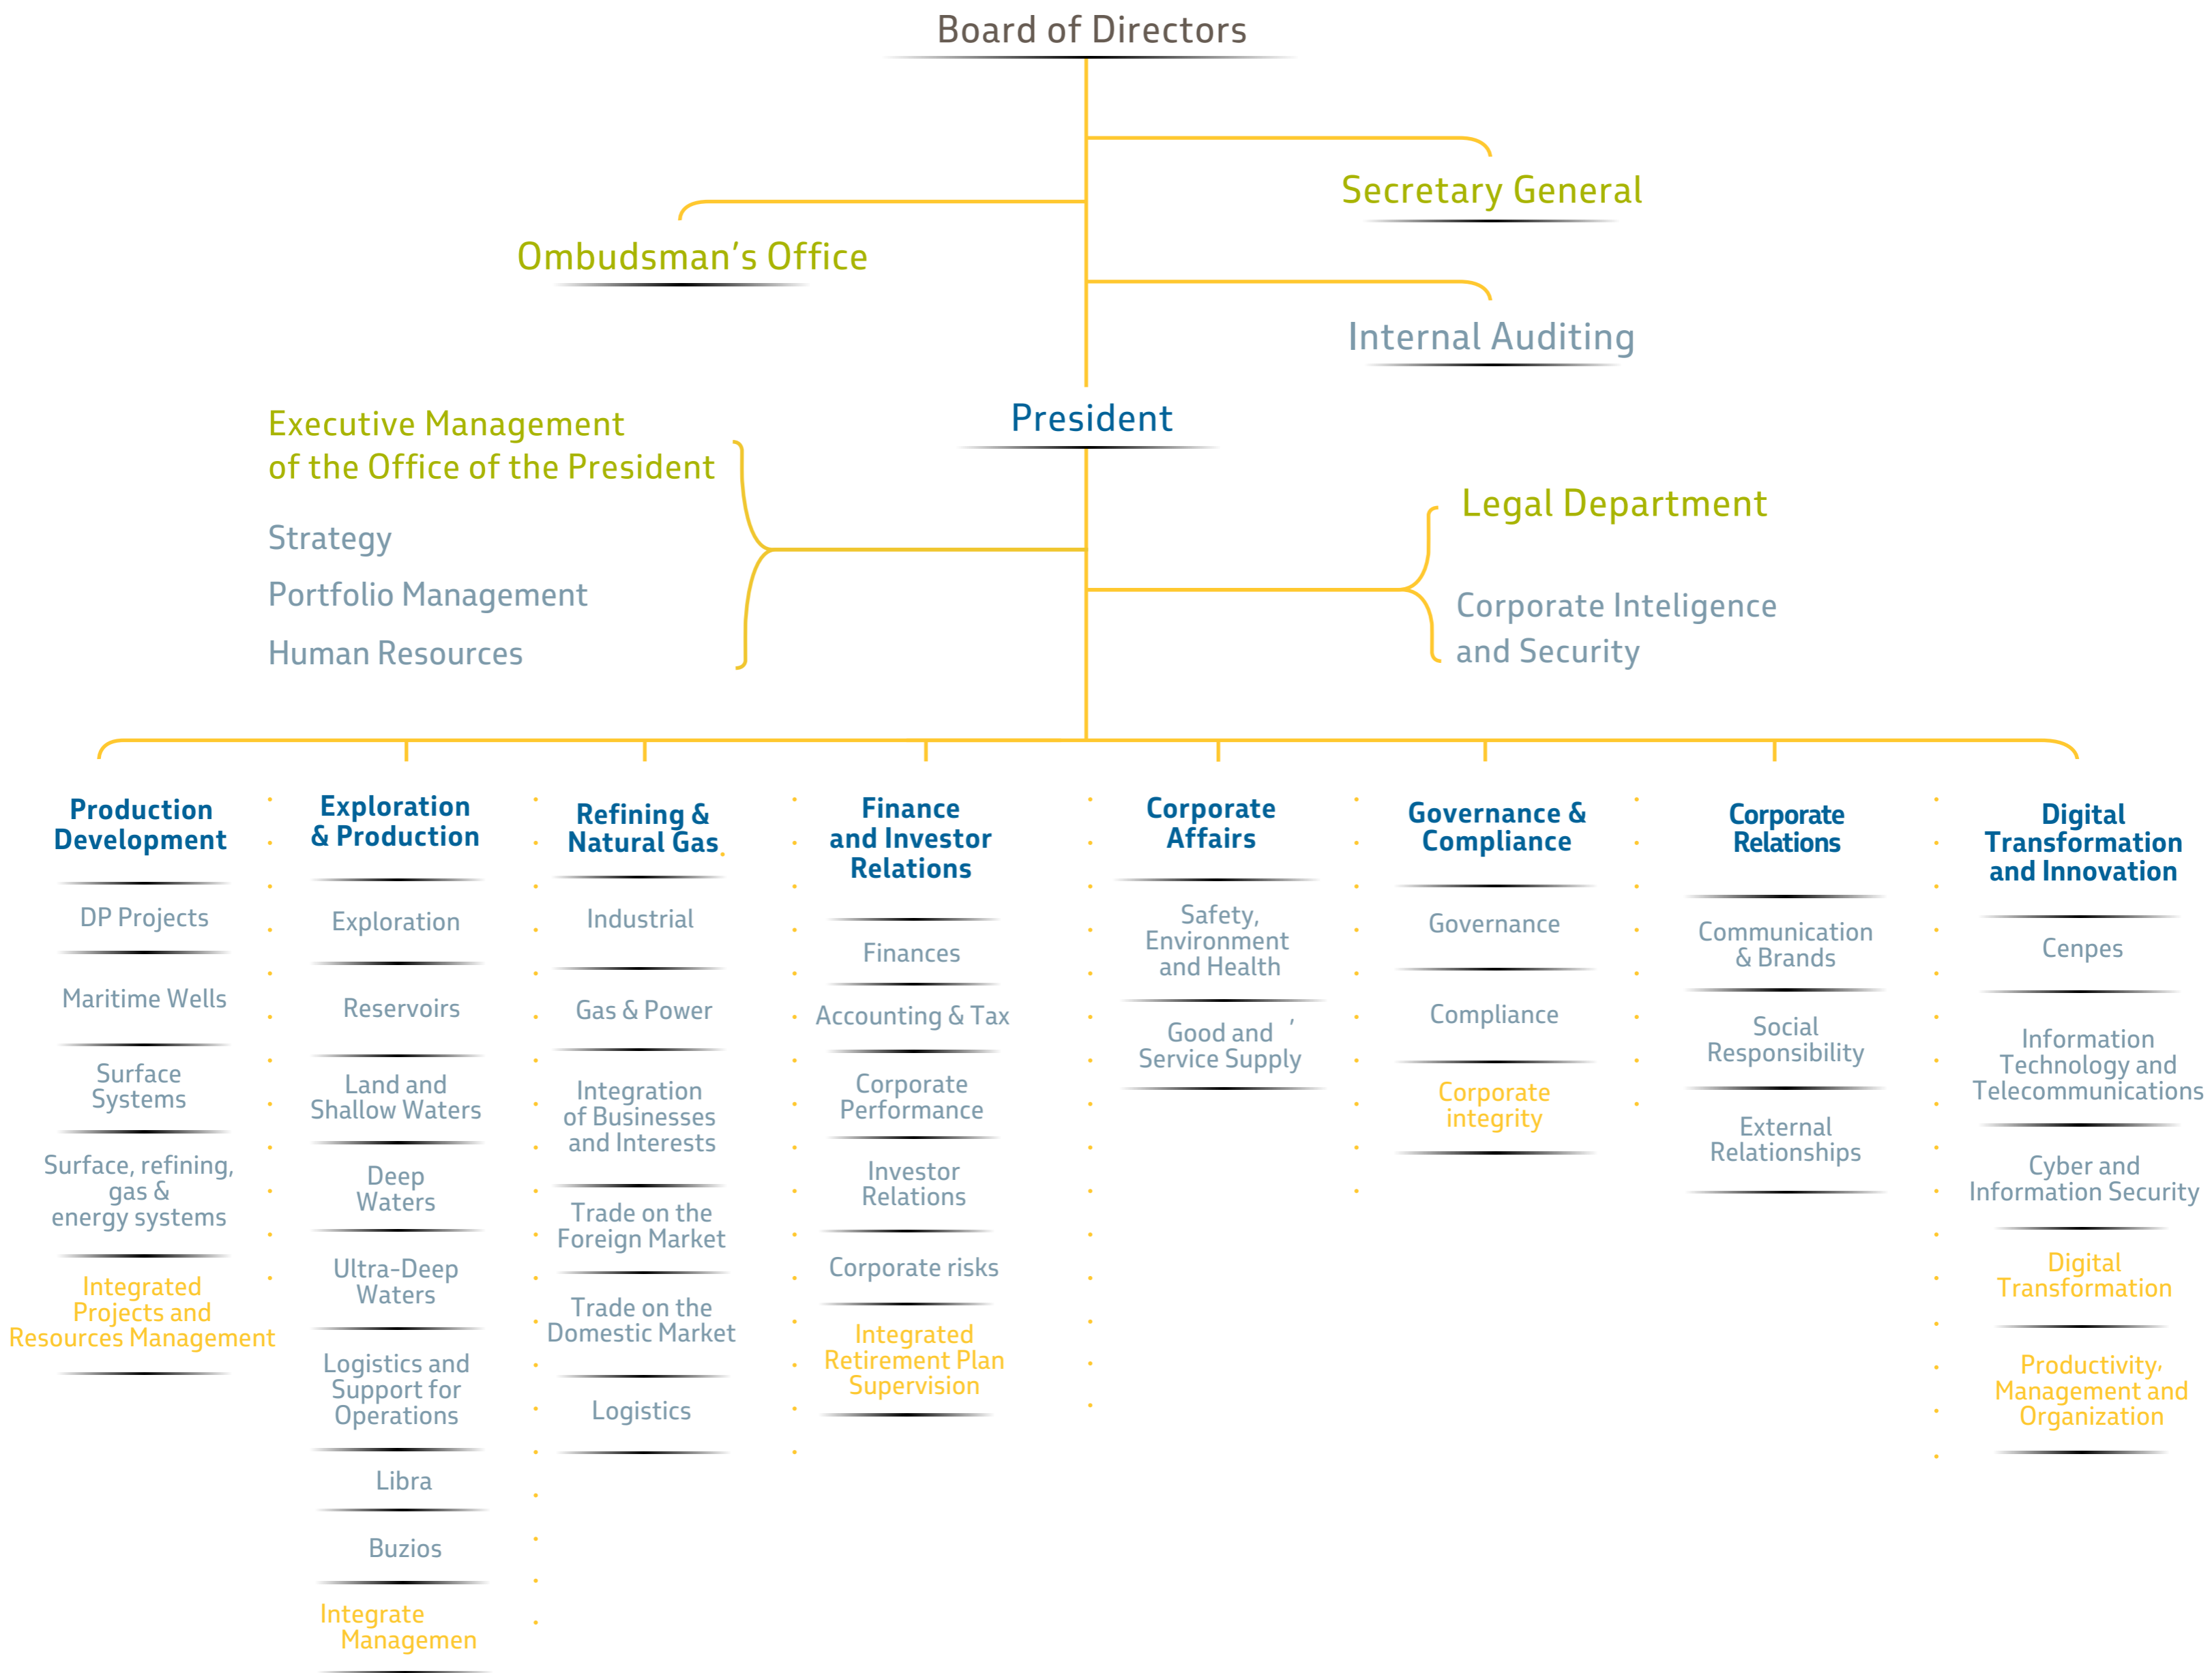 Board of Directors
Secretary General
Ombudsman's Office
Internal Auditing
President
Executive Management
of the Office of the President
Strategy
Portfolio Management
Human Resources
Legal Department
Corporate Inteligence
and Security
Production
Development
DP Projects
Maritime Wells
Surface
Systems
Surface, refining,
gas &
energy systems
Integrated
Projects and
Resources Management
Exploration
& Production
Exploration
Reservoirs
Land and
Shallow Waters
Deep
Waters
Ultra-Deep
Waters
Logistics and
Support for
Operations
Libra
Buzios
Integrate
Managemen
Refining &
Natural Gas
Industrial
Gas & Power
Integration
of Businesses
and Interests
Trade on the
Foreign Market
Trade on the
Domestic Market
Logistics
Finance
and Investor
Relations
Finances
Accounting & Tax
Corporate
Performance
Investor
Relations
Corporate risks
Integrated
Retirement Plan
Supervision
Corporate
Affairs
Safety,
Environment
and Health
Good and ,
Service Supply
Governance &
Compliance
Governance
Compliance
Corporate
integrity
Corporate
Relations
Communication
& Brands
Social
Responsibility
External
Relationships
Digital
Transformation
and Innovation
Cenpes
Information
Technology and
Telecommunications
Cyber and
Information Security
Digital
Transformation
Productivity,
Management and
Organization